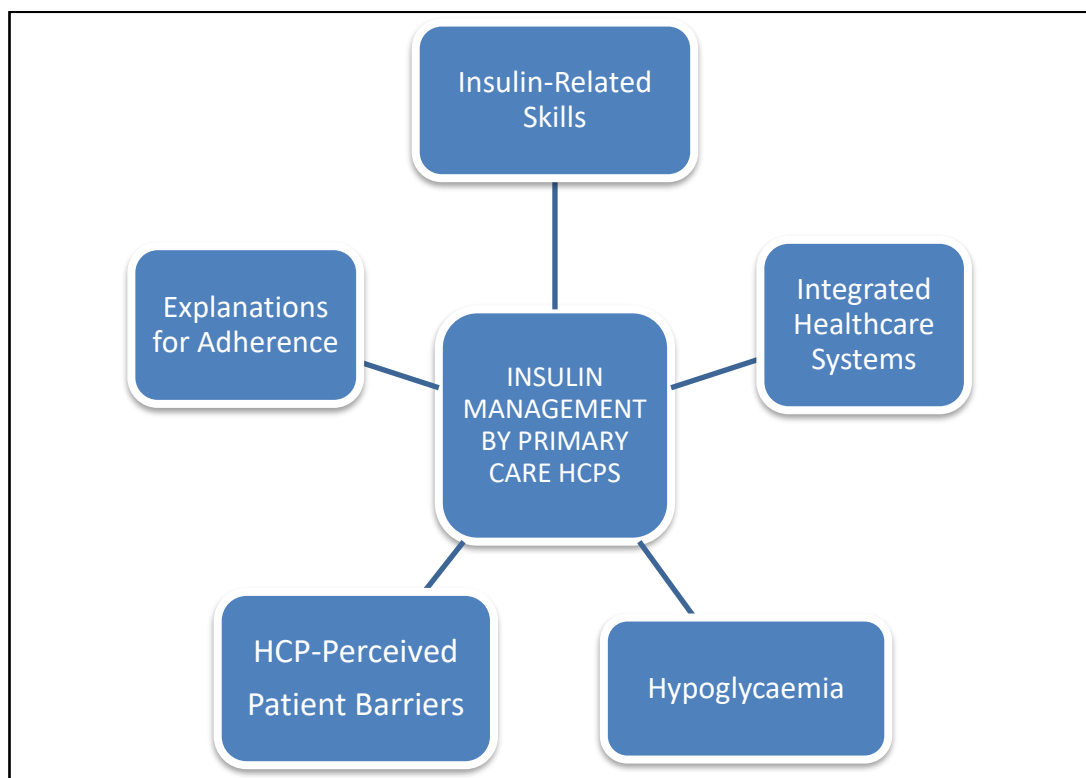 Insulin-Related
Skills
Explanations
for Adherence
Integrated
Healthcare
Systems
INSULIN
MANAGEMENT
BY PRIMARY
CARE HCPS
HCP-Perceived
Patient Barriers
Hypoglycaemia